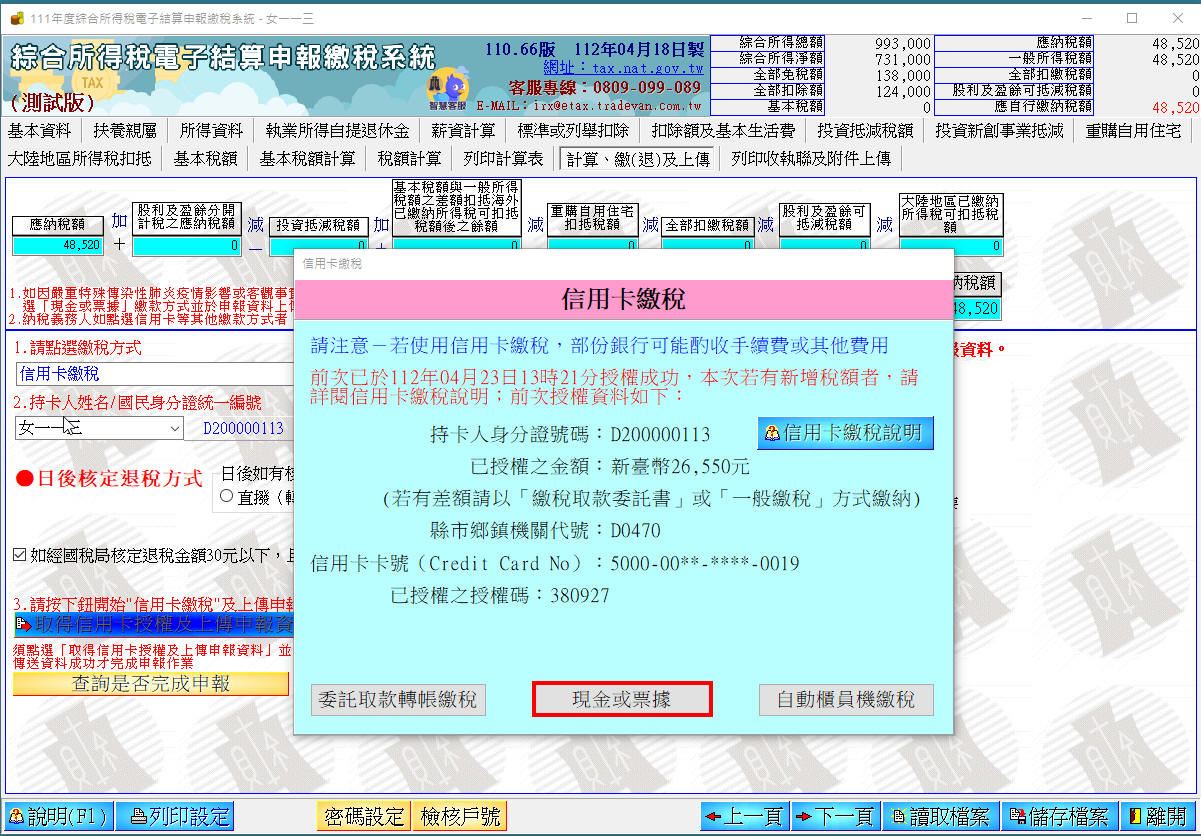 111年度綜合所得稅電子結算申報繳稅系統 - 女一一三
綜合所得稅電子結算申報繳稅系統
TAX
(測試版)
智慧客服
110.66版 112年04月18日製
網址：tax.nat.gov.tw
客服專線：0809-099-089
E-MAIL：irx@etax.tradevan.com.tw
綜合所得總額 993,000
綜合所得淨額 731,000
全部免稅額 138,000
全部扣除額 124,000
基本稅額 0
應納稅額 48,520
一般所得稅額 48,520
全部扣繳稅額 0
股利及盈餘可抵減稅額 0
應自行繳納稅額 48,520
基本資料 扶養親屬 所得資料 執業所得自提退休金 薪資計算 標準或列舉扣除 扣除額及基本生活費 投資抵減稅額 投資新創事業抵減 重購自用住宅
大陸地區所得稅扣抵 基本稅額 基本稅額計算 稅額計算 列印計算表 計算、繳(退)及上傳 列印收執聯及附件上傳
應納稅額
48,520
加
＋
股利及盈餘分開
計稅之應納稅額
0
減
－
投資抵減稅額
0
加
+
基本稅額與一般所得
稅額之差額扣抵海外
已繳納所得稅可扣抵
稅額後之餘額
0
減
重購自用住宅
扣抵稅額
0
減
全部扣繳稅額
0
減
股利及盈餘可
抵減稅額
0
減
大陸地區已繳納
所得稅可扣抵稅
額
0
納稅額
48,520
1.如因嚴重特殊傳染性肺炎疫情影響或客觀事
選「現金或票據」繳款方式並於申報資料上
2.納稅義務人如點選信用卡等其他繳款方式者
資料。
1.請點選繳稅方式
信用卡繳稅
2.持卡人姓名/國民身分證統一編號
女一一三 D200000113
●日後核定退稅方式
日後如有核
直撥（轉
如經國稅局核定退稅金額30元以下，且
3.請按下鈕開始"信用卡繳稅"及上傳申報
取得信用卡授權及上傳申報資
須點選「取得信用卡授權及上傳申報資料」並
傳送資料成功才完成申報作業
查詢是否完成申報
信用卡繳稅
信用卡繳稅
請注意－若使用信用卡繳稅，部份銀行可能酌收手續費或其他費用
前次已於112年04月23日13時21分授權成功，本次若有新增稅額者，請
詳閱信用卡繳稅說明；前次授權資料如下：
持卡人身分證號碼：D200000113
信用卡繳稅說明
已授權之金額：新臺幣26,550元
(若有差額請以「繳稅取款委託書」或「一般繳稅」方式繳納)
縣市鄉鎮機關代號：D0470
信用卡卡號（Credit Card No）：5000-00**-****-0019
已授權之授權碼：380927
委託取款轉帳繳稅 現金或票據 自動櫃員機繳稅
說明(F1) 列印設定 密碼設定 檢核戶號 上一頁 下一頁 讀取檔案 儲存檔案 離開